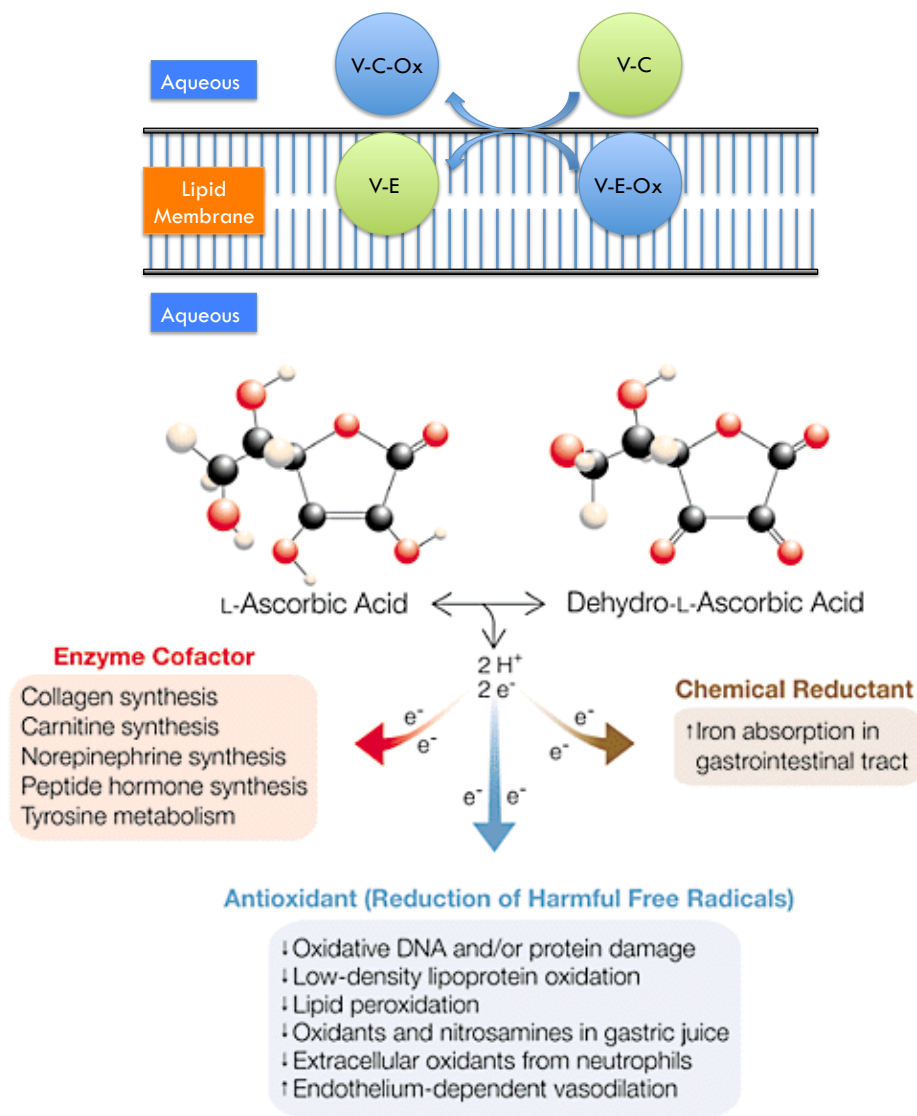 V-C-Ox
V-C
Aqueous
V-E
V-E-Ox
Lipid
Membrane
Aqueous
L-Ascorbic Acid
Dehydro-L-Ascorbic Acid
2 H⁺
2 e⁻
Enzyme Cofactor
Collagen synthesis
Carnitine synthesis
Norepinephrine synthesis
Peptide hormone synthesis
Tyrosine metabolism
e⁻
e⁻
e⁻
e⁻
e⁻
e⁻
Chemical Reductant
↑Iron absorption in
gastrointestinal tract
Antioxidant (Reduction of Harmful Free Radicals)
↓Oxidative DNA and/or protein damage
↓Low-density lipoprotein oxidation
↓Lipid peroxidation
↓Oxidants and nitrosamines in gastric juice
↓Extracellular oxidants from neutrophils
↑Endothelium-dependent vasodilation